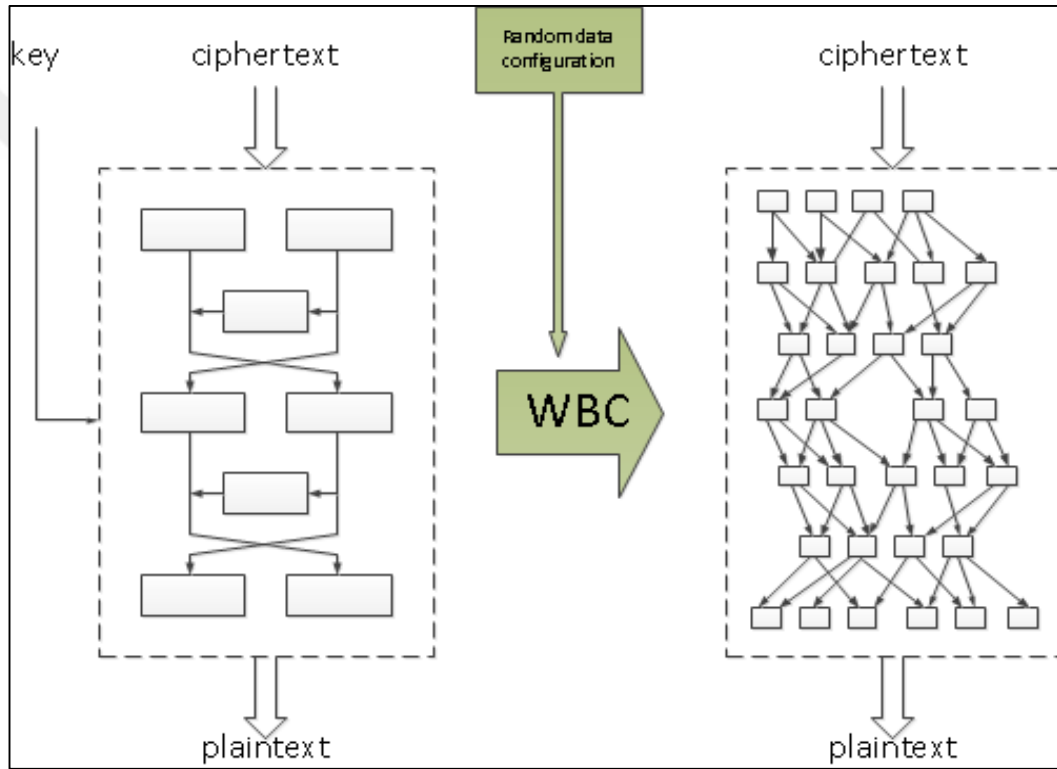 key
ciphertext
Random data
configuration
ciphertext
WBC
plaintext
plaintext